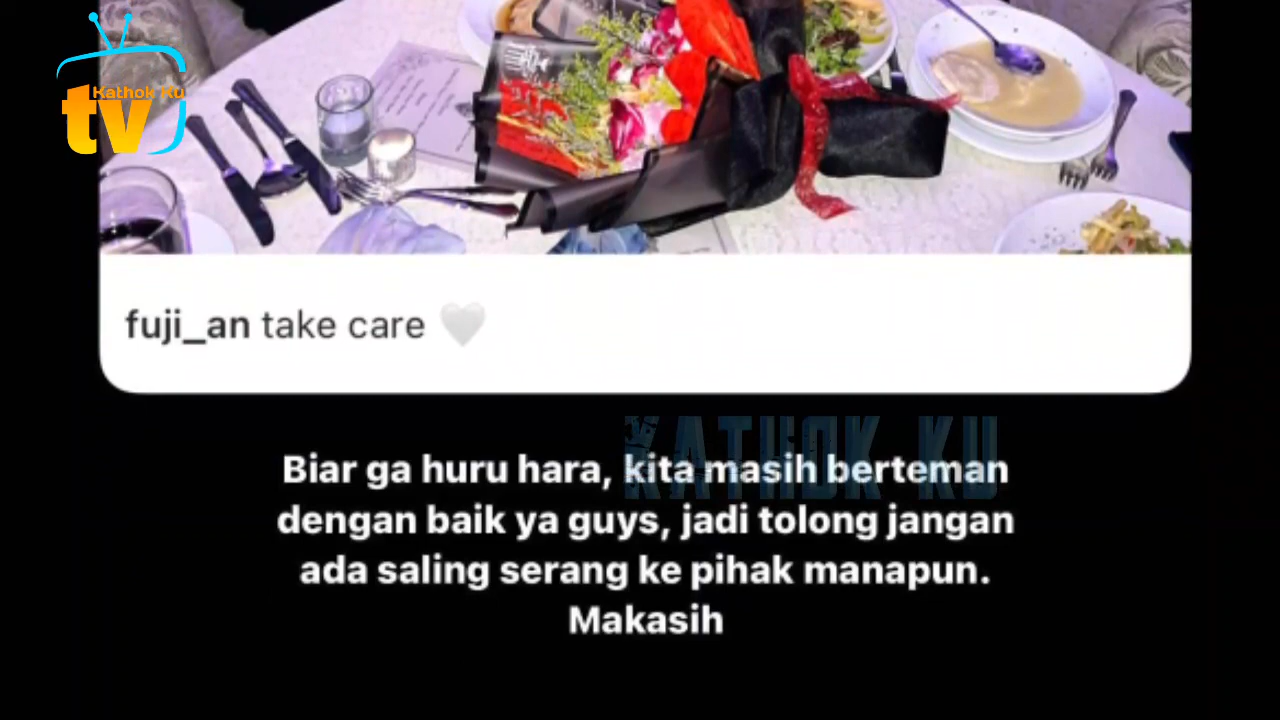 Kathok Ku
tv
fuji_an take care 🤍
KATHOK KU
Biar ga huru hara, kita masih berteman
dengan baik ya guys, jadi tolong jangan
ada saling serang ke pihak manapun.
Makasih